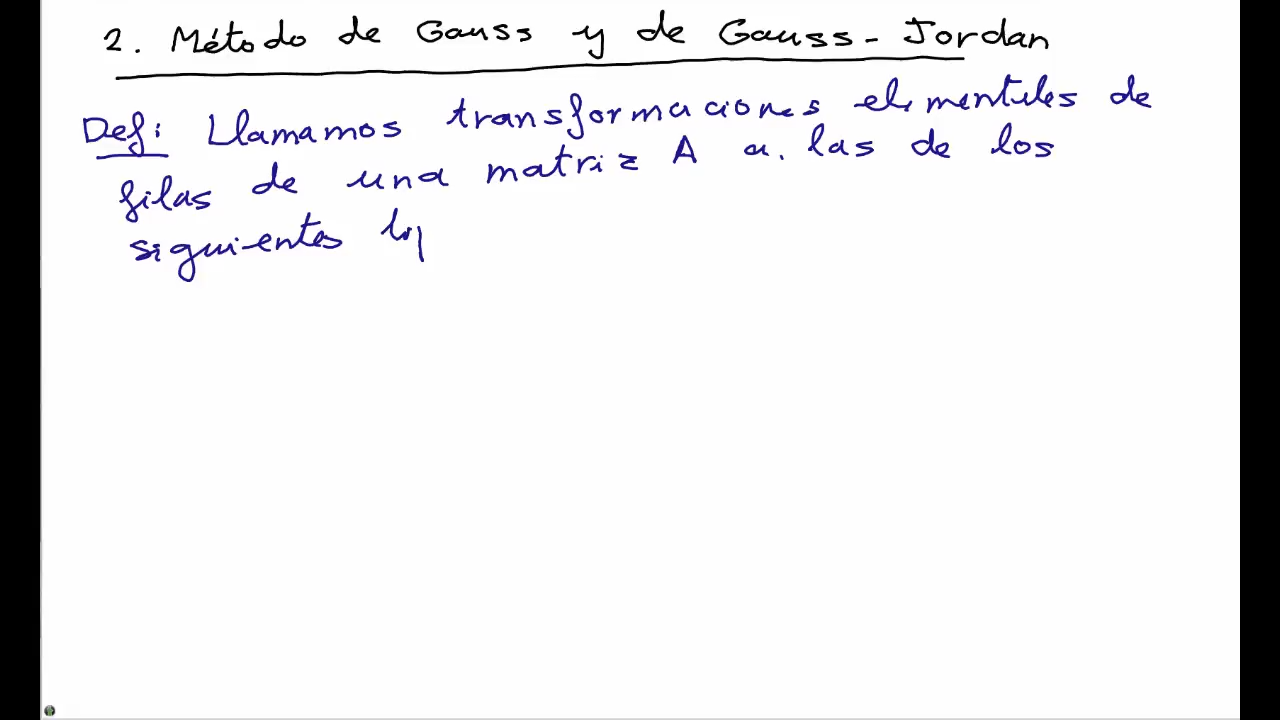 2. Método de Gauss y de Gauss-Jordan
Def: Llamamos transformaciones elementales de
filas de una matriz A a las de los
siguientes